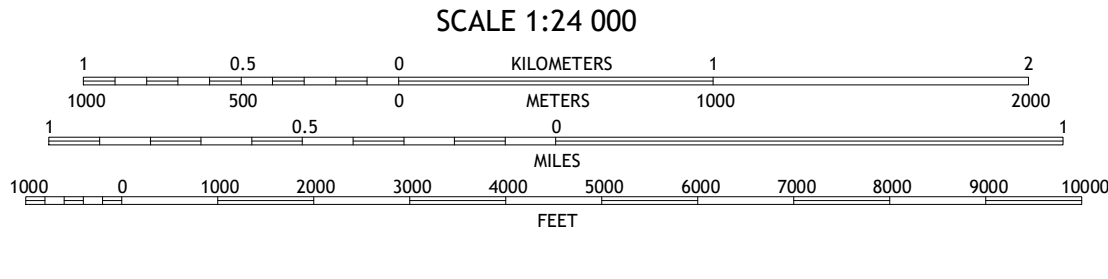 SCALE 1:24 000
1 0.5 0 KILOMETERS 1 2
1000 500 0 METERS 1000 2000
1 0.5 0 1
MILES
1000 0 1000 2000 3000 4000 5000 6000 7000 8000 9000 10000
FEET